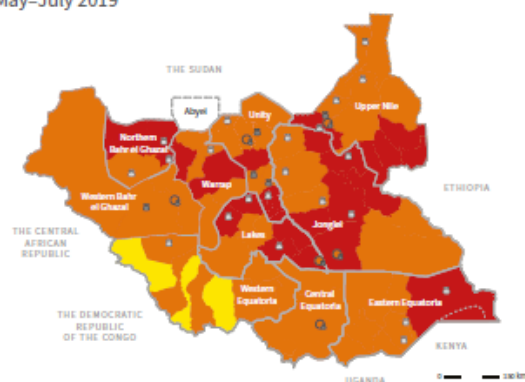 May–July 2019
THE SUDAN
Abyei
Unity
Upper Nile
Northern
Bahr el Ghazal
Warrap
Western Bahr
el Ghazal
ETHIOPIA
Jonglei
THE CENTRAL
AFRICAN
REPUBLIC
Lakes
Western
Equatoria
Central
Equatoria
Eastern Equatoria
THE DEMOCRATIC
REPUBLIC
OF THE CONGO
KENYA
UGANDA
0